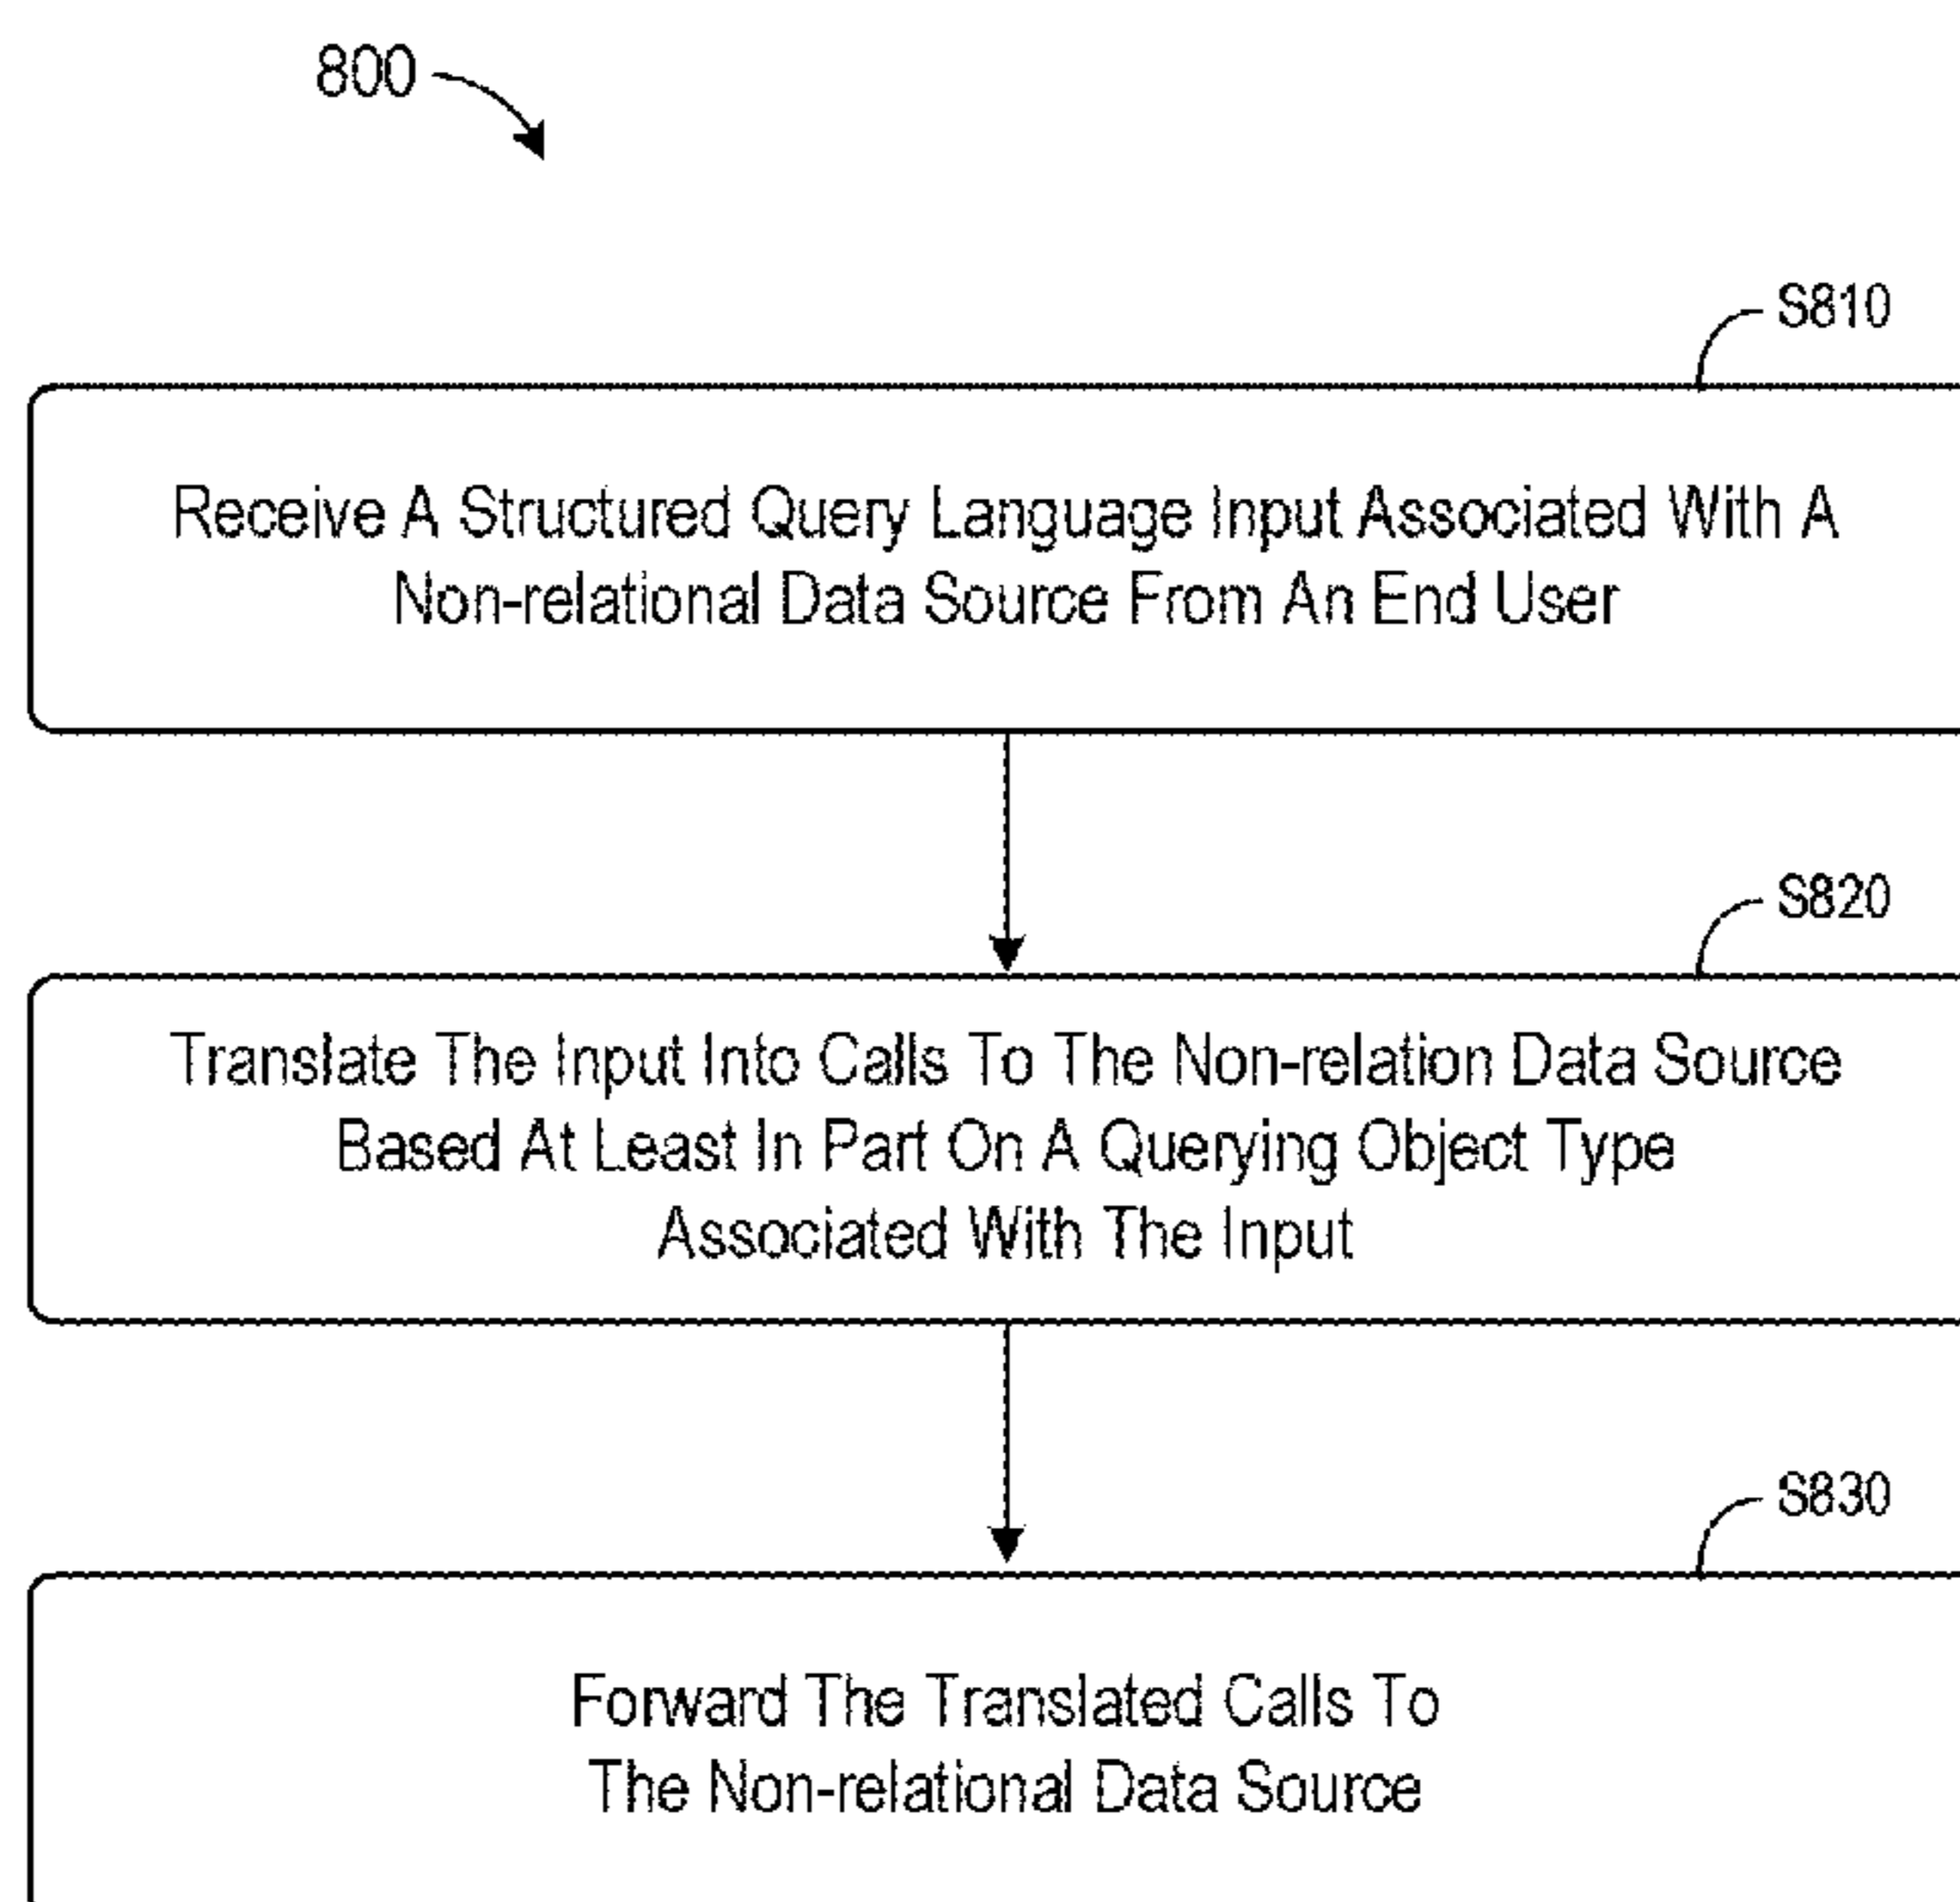 800
S810
Receive A Structured Query Language Input Associated With A
Non-relational Data Source From An End User
S820
Translate The Input Into Calls To The Non-relation Data Source
Based At Least In Part On A Querying Object Type
Associated With The Input
S830
Forward The Translated Calls To
The Non-relational Data Source